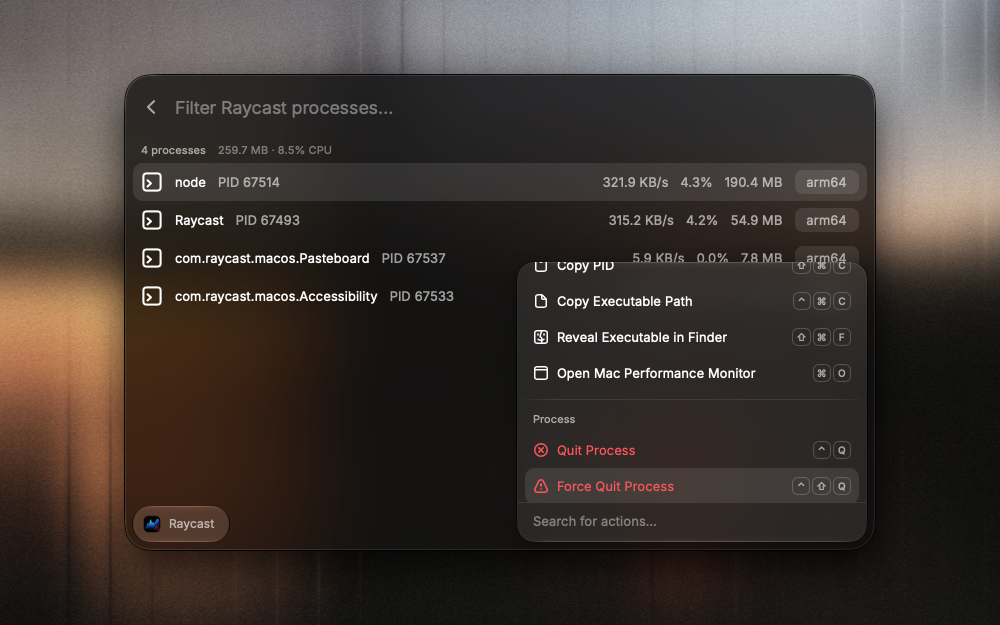 Filter Raycast processes...
4 processes 259.7 MB · 8.5% CPU
node PID 67514 321.9 KB/s 4.3% 190.4 MB arm64
Raycast PID 67493 315.2 KB/s 4.2% 54.9 MB arm64
com.raycast.macos.Pasteboard PID 67537 5.9 KB/s 0.0% 7.8 MB arm64
com.raycast.macos.Accessibility PID 67533
Copy PID ⇧ ⌘ C
Copy Executable Path ^ ⌘ C
Reveal Executable in Finder ⇧ ⌘ F
Open Mac Performance Monitor ⌘ O
Process
Quit Process ^ Q
Force Quit Process ^ ⇧ Q
Search for actions...
Raycast